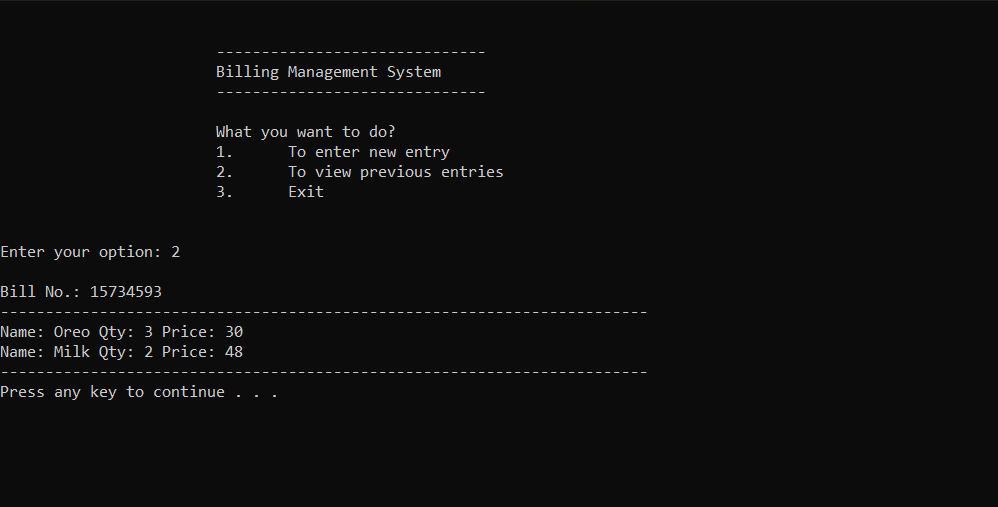 ------------------------------
Billing Management System
------------------------------
What you want to do?
1. To enter new entry
2. To view previous entries
3. Exit
Enter your option: 2
Bill No.: 15734593
------------------------------------------------------------------------
Name: Oreo Qty: 3 Price: 30
Name: Milk Qty: 2 Price: 48
------------------------------------------------------------------------
Press any key to continue . . .